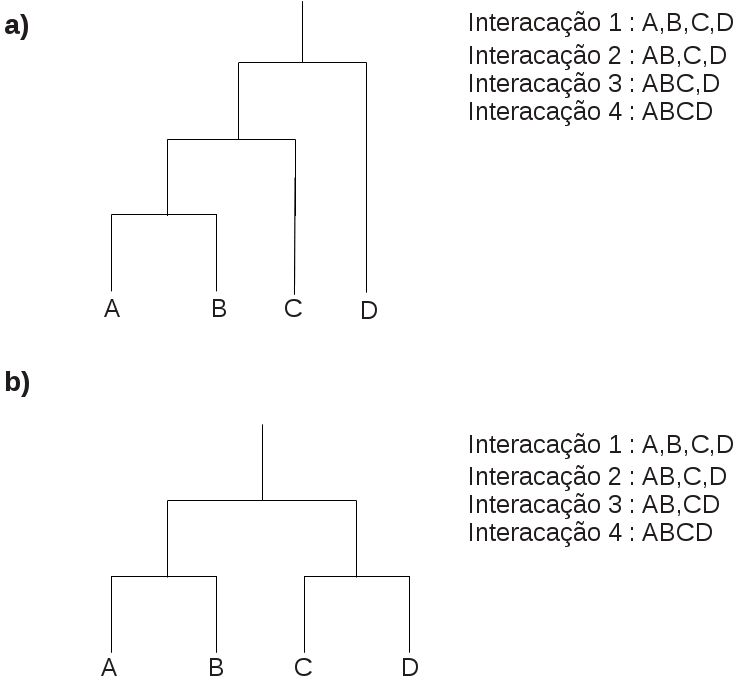 a)
Interacação 1 : A,B,C,D
Interacação 2 : AB,C,D
Interacação 3 : ABC,D
Interacação 4 : ABCD
A B C D
b)
Interacação 1 : A,B,C,D
Interacação 2 : AB,C,D
Interacação 3 : AB,CD
Interacação 4 : ABCD
A B C D